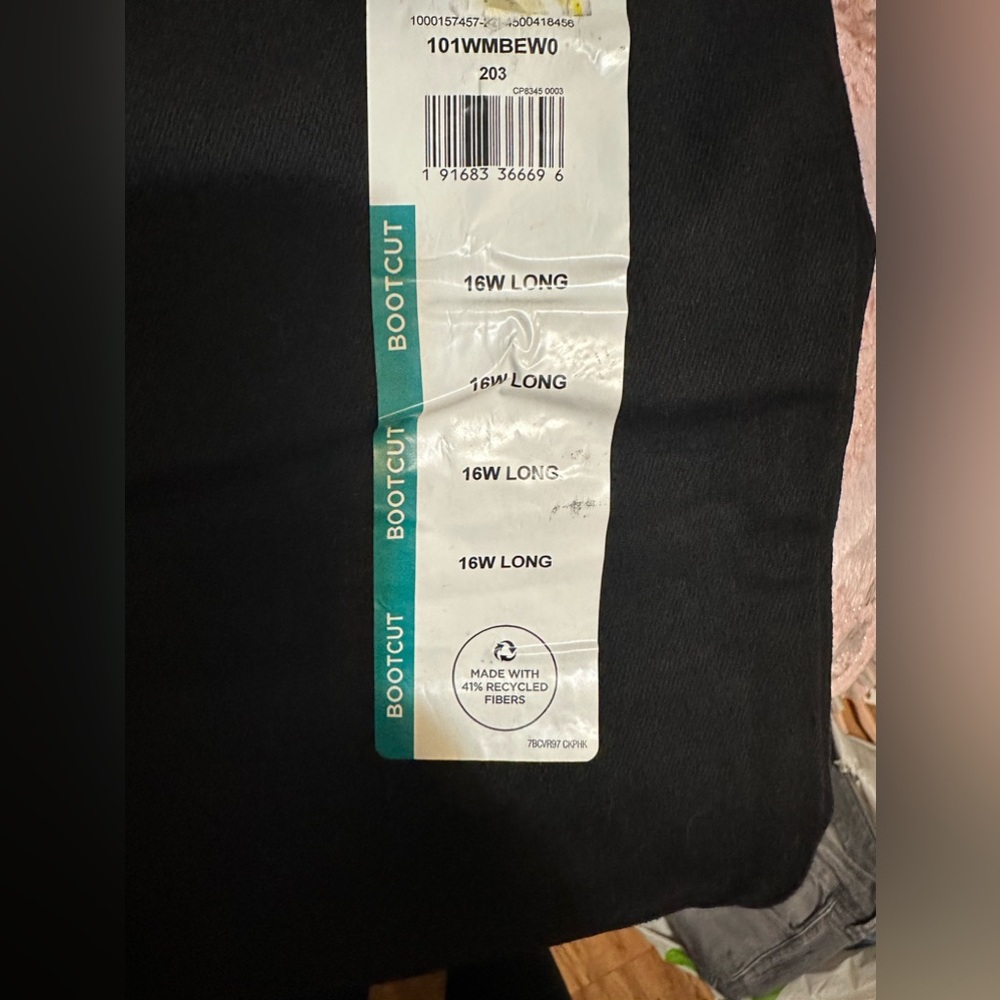 101WMBEW0
203
CP8345 0003
1 91683 36669 6
BOOTCUT
16W LONG
16W LONG
BOOTCUT
16W LONG
16W LONG
BOOTCUT
MADE WITH
41% RECYCLED
FIBERS
7BCVR97 CKPHK